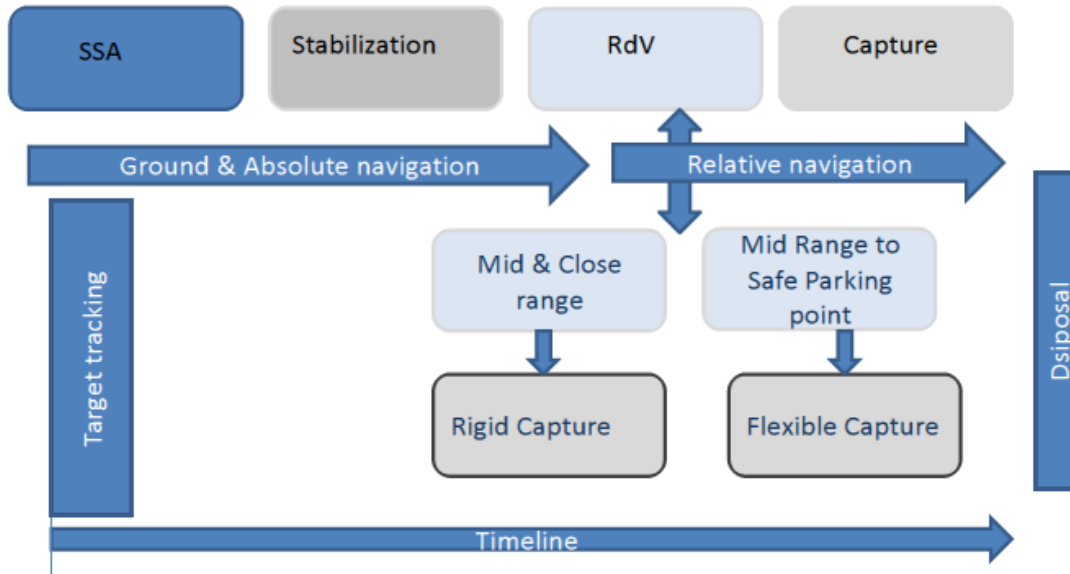 SSA
Stabilization
RdV
Capture
Ground & Absolute navigation
Relative navigation
Target tracking
Mid & Close
range
Mid Range to
Safe Parking
point
Dsiposal
Rigid Capture
Flexible Capture
Timeline